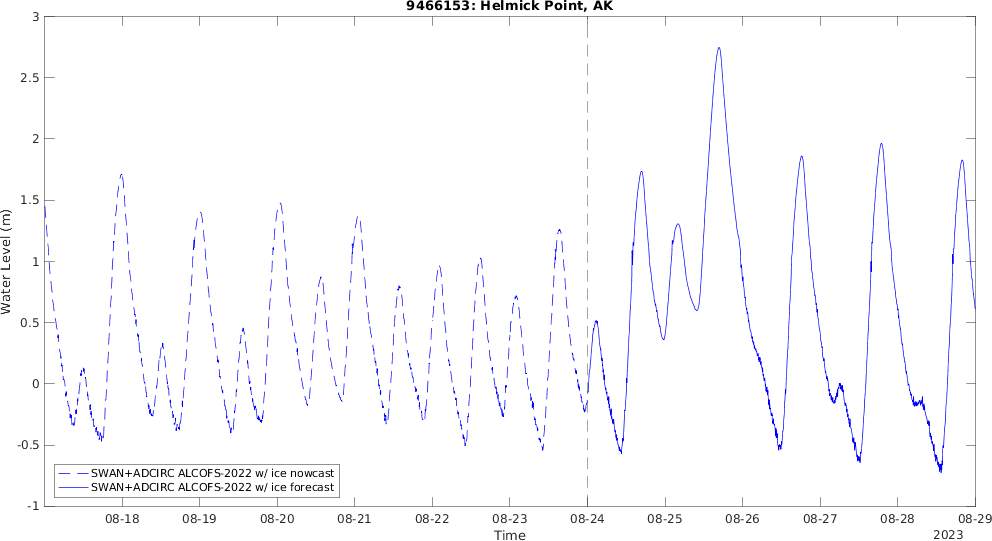 9466153: Helmick Point, AK
3
2.5
2
1.5
1
0.5
0
-0.5
-1
Water Level (m)
SWAN+ADCIRC ALCOFS-2022 w/ ice nowcast
SWAN+ADCIRC ALCOFS-2022 w/ ice forecast
08-18 08-19 08-20 08-21 08-22 08-23 08-24 08-25 08-26 08-27 08-28 08-29
Time
2023